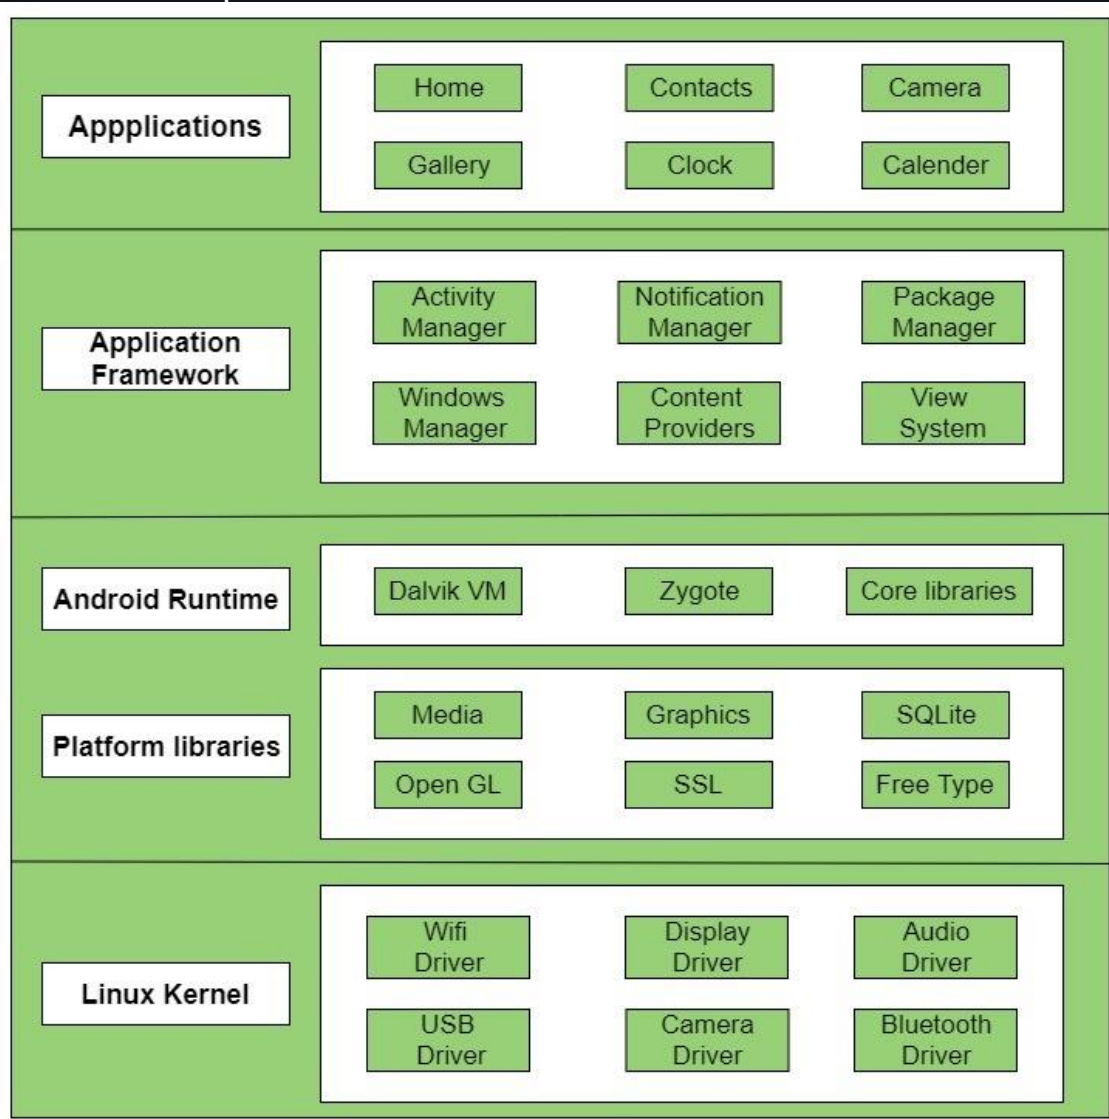 Appplications
Home
Contacts
Camera
Gallery
Clock
Calender
Application
Framework
Activity
Manager
Notification
Manager
Package
Manager
Windows
Manager
Content
Providers
View
System
Android Runtime
Dalvik VM
Zygote
Core libraries
Platform libraries
Media
Graphics
SQLite
Open GL
SSL
Free Type
Linux Kernel
Wifi
Driver
Display
Driver
Audio
Driver
USB
Driver
Camera
Driver
Bluetooth
Driver